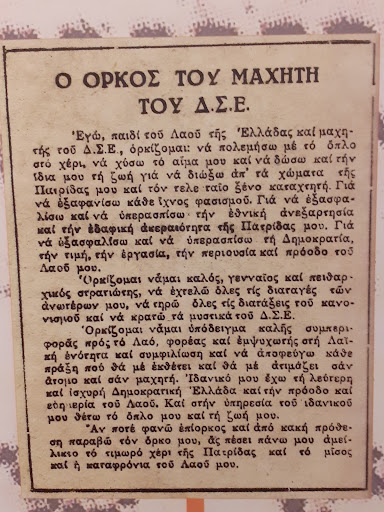 Ο ΟΡΚΟΣ ΤΟΥ ΜΑΧΗΤΗ
ΤΟΥ Δ.Σ.Ε.
Ἐγώ, παιδί τοῦ Λαοῦ τῆς Ἑλλάδας καί μαχη-
τής τοῦ Δ.Σ.Ε., ὁρκίζομαι: νά πολεμήσω μέ τό ὅπλο
στό χέρι, νά χύσω τό αἷμα μου καί νά δώσω καί τήν
ἴδια μου τή ζωή γιά νά διώξω ἀπ' τά χώματα τῆς
Πατρίδας μου καί τόν τελε ταῖο ξένο καταχτητή. Γιά
νά ἐξαφανίσω κάθε ἴχνος φασισμοῦ. Γιά νά ἐξασφα-
λίσω καί νά ὑπερασπίσω τήν ἐθνική ἀνεξαρτησία
καί τήν ἐδαφική ἀκεραιότητα τῆς Πατρίδας μου. Γιά
νά ἐξασφαλίσω καί νά ὑπερασπίσω τή Δημοκρατία,
τήν τιμή, τήν ἐργασία, τήν περιουσία καί πρόοδο τοῦ
Λαοῦ μου.
Ὁρκίζομαι νἆμαι καλός, γενναῖος καί πειθαρ-
χικός στρατιώτης, νά ἐχτελῶ ὅλες τίς διαταγές τῶν
ἀνωτέρων μου, νά τηρῶ ὅλες τίς διατάξεις τοῦ κανο-
νισμοῦ καί νά κρατῶ τά μυστικά τοῦ Δ.Σ.Ε.
Ὁρκίζομαι νἆμαι ὑπόδειγμα καλῆς συμπερι-
φορᾶς πρός τό Λαό, φορέας καί ἐμψυχωτής στή Λαϊ-
κή ἑνότητα καί συμφιλίωση καί νά ἀποφεύγω κάθε
πράξη πού θά μέ ἐκθέτει καί θά μέ ἀτιμάζει σάν
ἄτομο καί σάν μαχητή. Ἰδανικό μου ἔχω τή λεύτερη
καί ἰσχυρή Δημοκρατική Ἑλλάδα καί τήν πρόοδο καί
εὐημερία τοῦ Λαοῦ. Καί στήν ὑπηρεσία τοῦ ἰδανικοῦ
μου θέτω τό ὅπλο μου καί τή ζωή μου.
Ἄν ποτέ φανῶ ἐπίορκος καί ἀπό κακή πρόθε
ση παραβῶ τόν ὅρκο μου, ἄς πέσει πάνω μου ἀμεί-
λικτο τό τιμωρό χέρι τῆς Πατρίδας καί τό μῖσος
καί ἡ καταφρόνια τοῦ Λαοῦ μου.